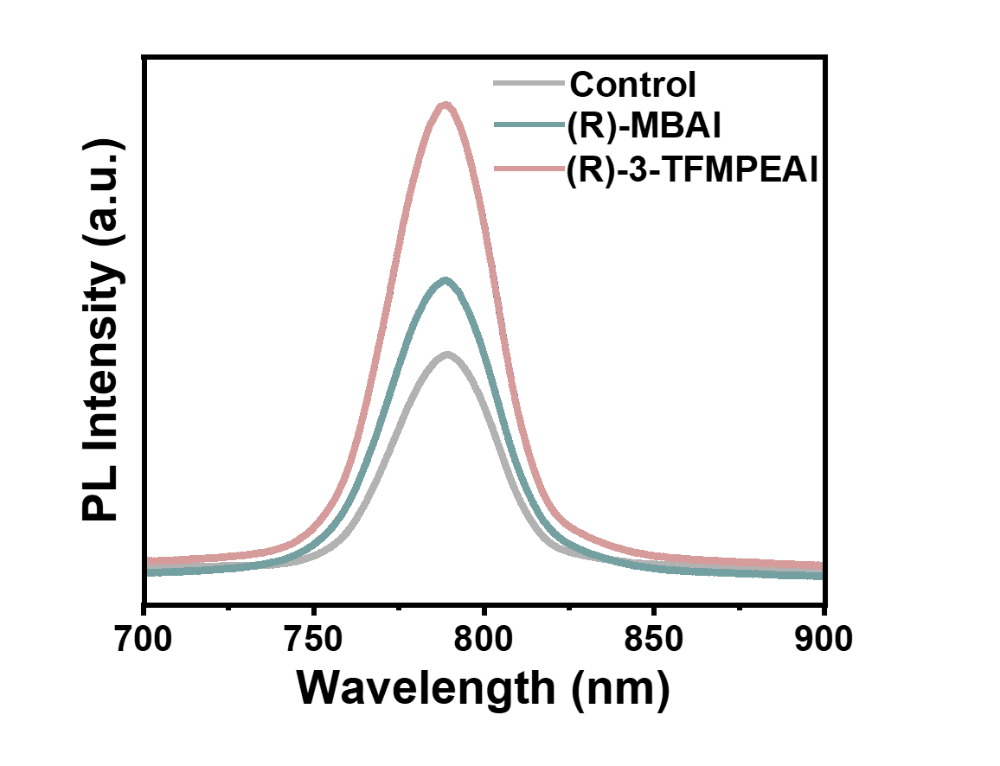 Control
(R)-MBAI
(R)-3-TFMPEAI
PL Intensity (a.u.)
700 750 800 850 900
Wavelength (nm)